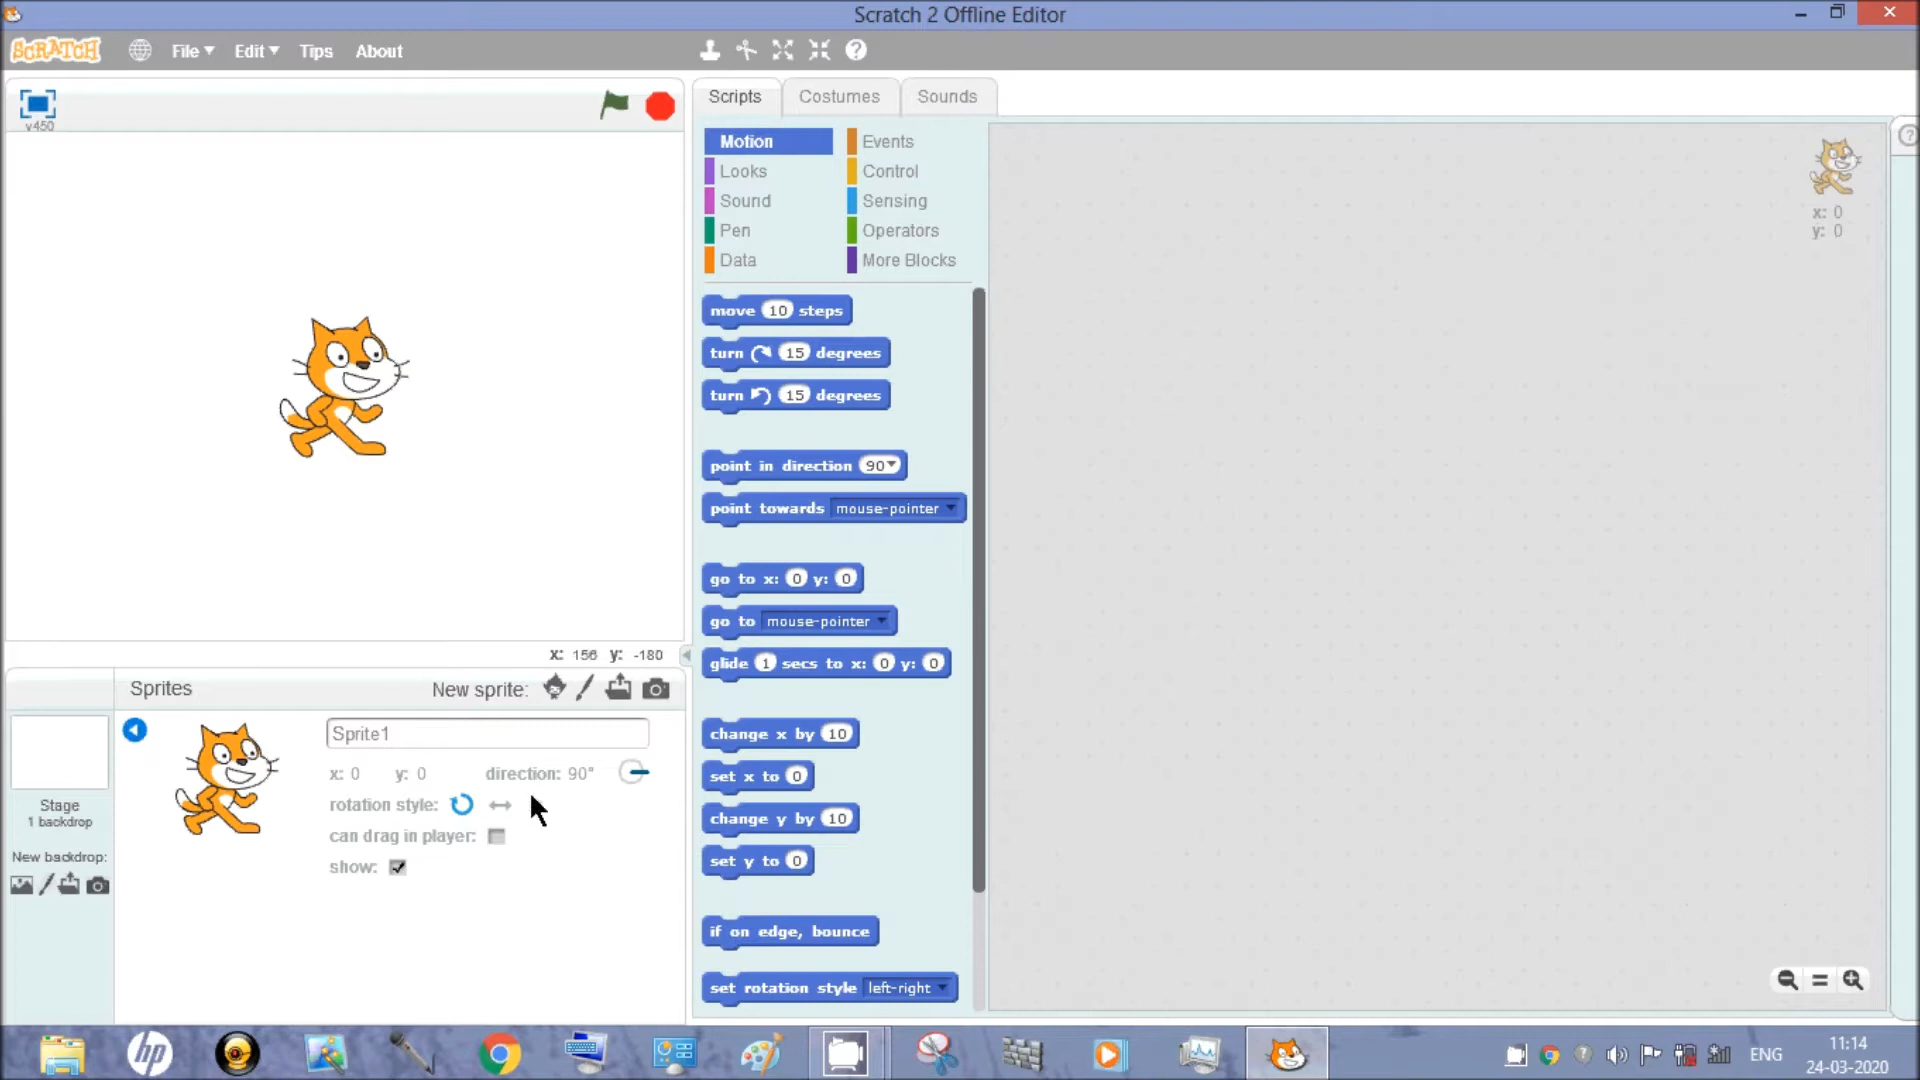 Scratch 2 Offline Editor
SCRATCH
File Edit Tips About
v450
Scripts Costumes Sounds
Motion Events
Looks Control
Sound Sensing
Pen Operators
Data More Blocks
x: 0
y: 0
move 10 steps
turn 15 degrees
turn 15 degrees
point in direction 90
point towards mouse-pointer
go to x: 0 y: 0
go to mouse-pointer
glide 1 secs to x: 0 y: 0
change x by 10
set x to 0
change y by 10
set y to 0
if on edge, bounce
set rotation style left-right
x: 156 y: -180
Sprites New sprite:
Sprite1
x: 0 y: 0 direction: 90°
rotation style:
can drag in player:
show:
Stage
1 backdrop
New backdrop:
hp
ENG
11:14
24-03-2020